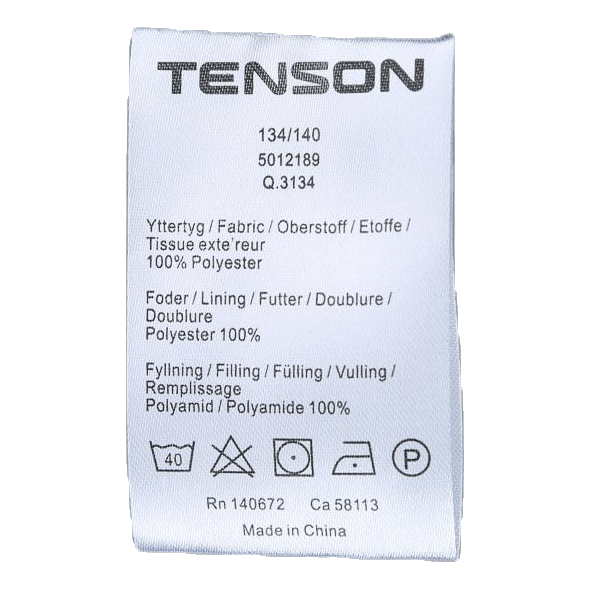 TENSON
134/140
5012189
Q.3134
Yttertyg / Fabric / Oberstoff / Etoffe /
Tissue exte'reur
100% Polyester
Foder / Lining / Futter / Doublure /
Doublure
Polyester 100%
Fyllning / Filling / Fülling / Vulling /
Remplissage
Polyamid / Polyamide 100%
40
P
Rn 140672 Ca 58113
Made in China